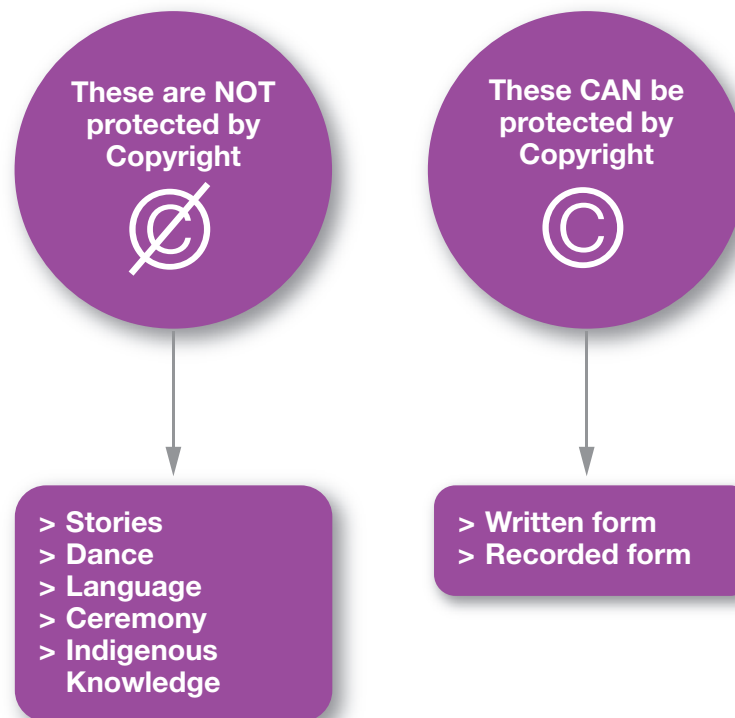 These are NOT
protected by
Copyright
©
> Stories
> Dance
> Language
> Ceremony
> Indigenous
Knowledge
These CAN be
protected by
Copyright
©
> Written form
> Recorded form